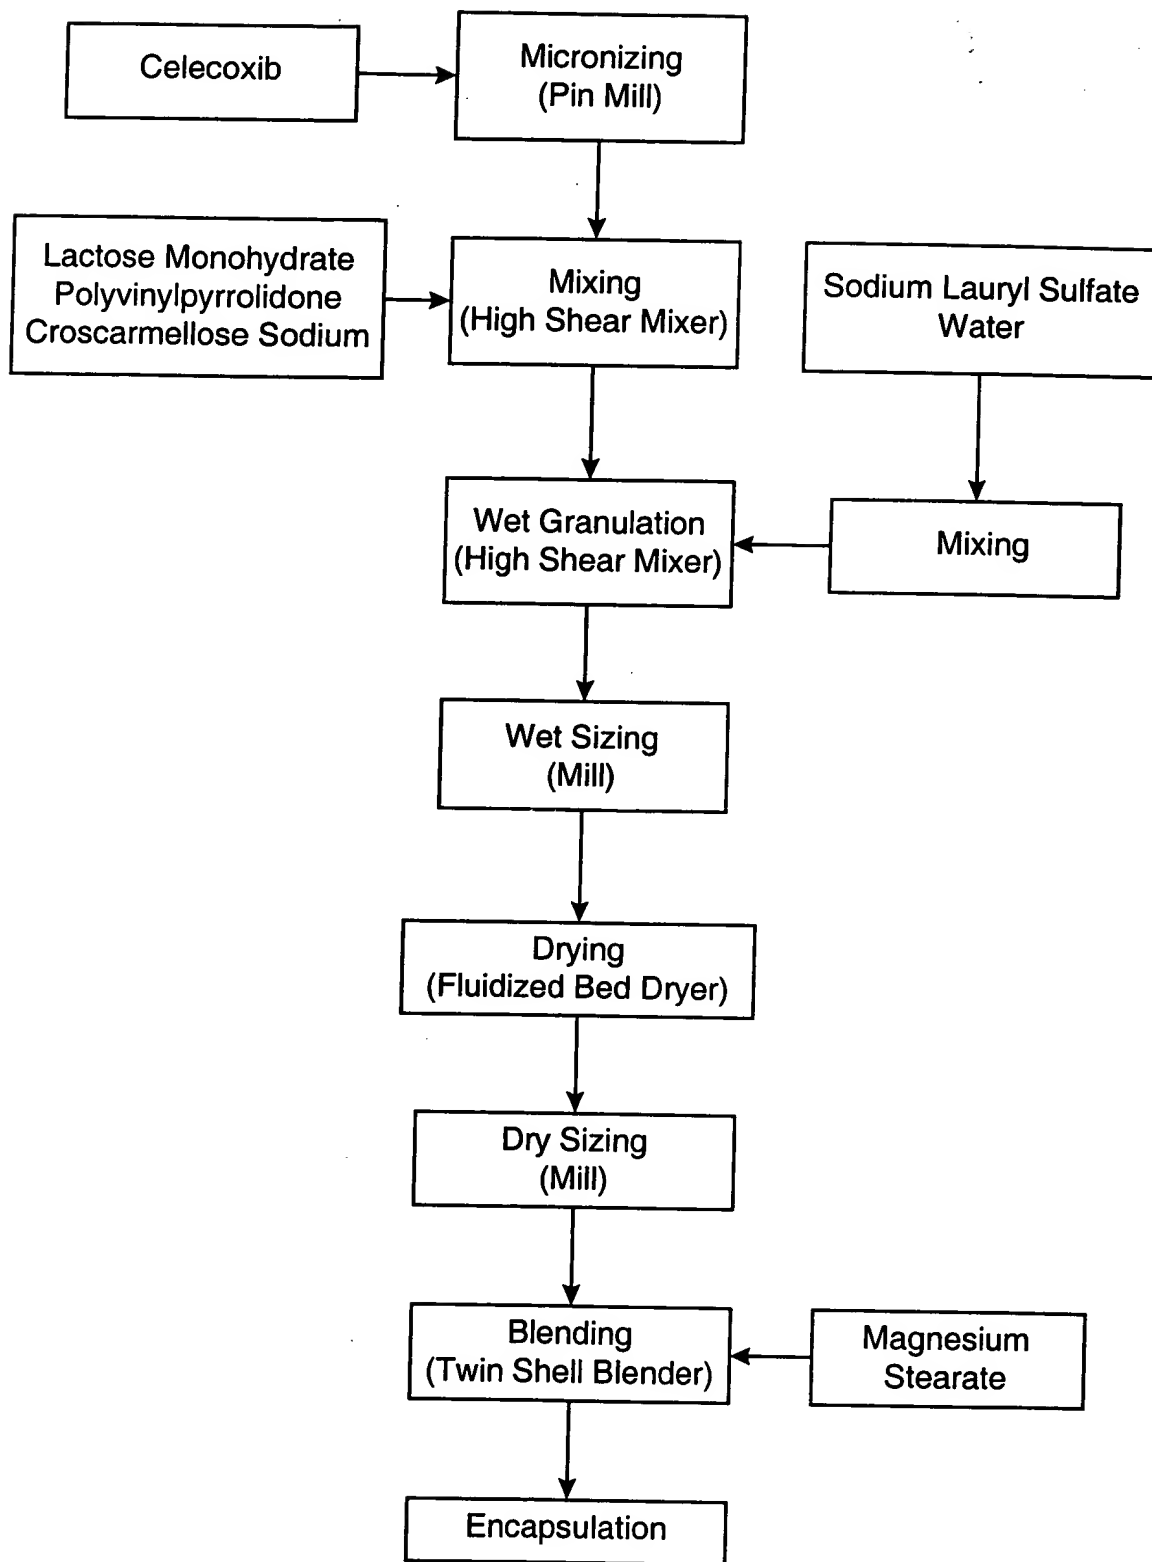 Celecoxib
Micronizing
(Pin Mill)
Lactose Monohydrate
Polyvinylpyrrolidone
Croscarmellose Sodium
Mixing
(High Shear Mixer)
Sodium Lauryl Sulfate
Water
Wet Granulation
(High Shear Mixer)
Mixing
Wet Sizing
(Mill)
Drying
(Fluidized Bed Dryer)
Dry Sizing
(Mill)
Blending
(Twin Shell Blender)
Magnesium
Stearate
Encapsulation